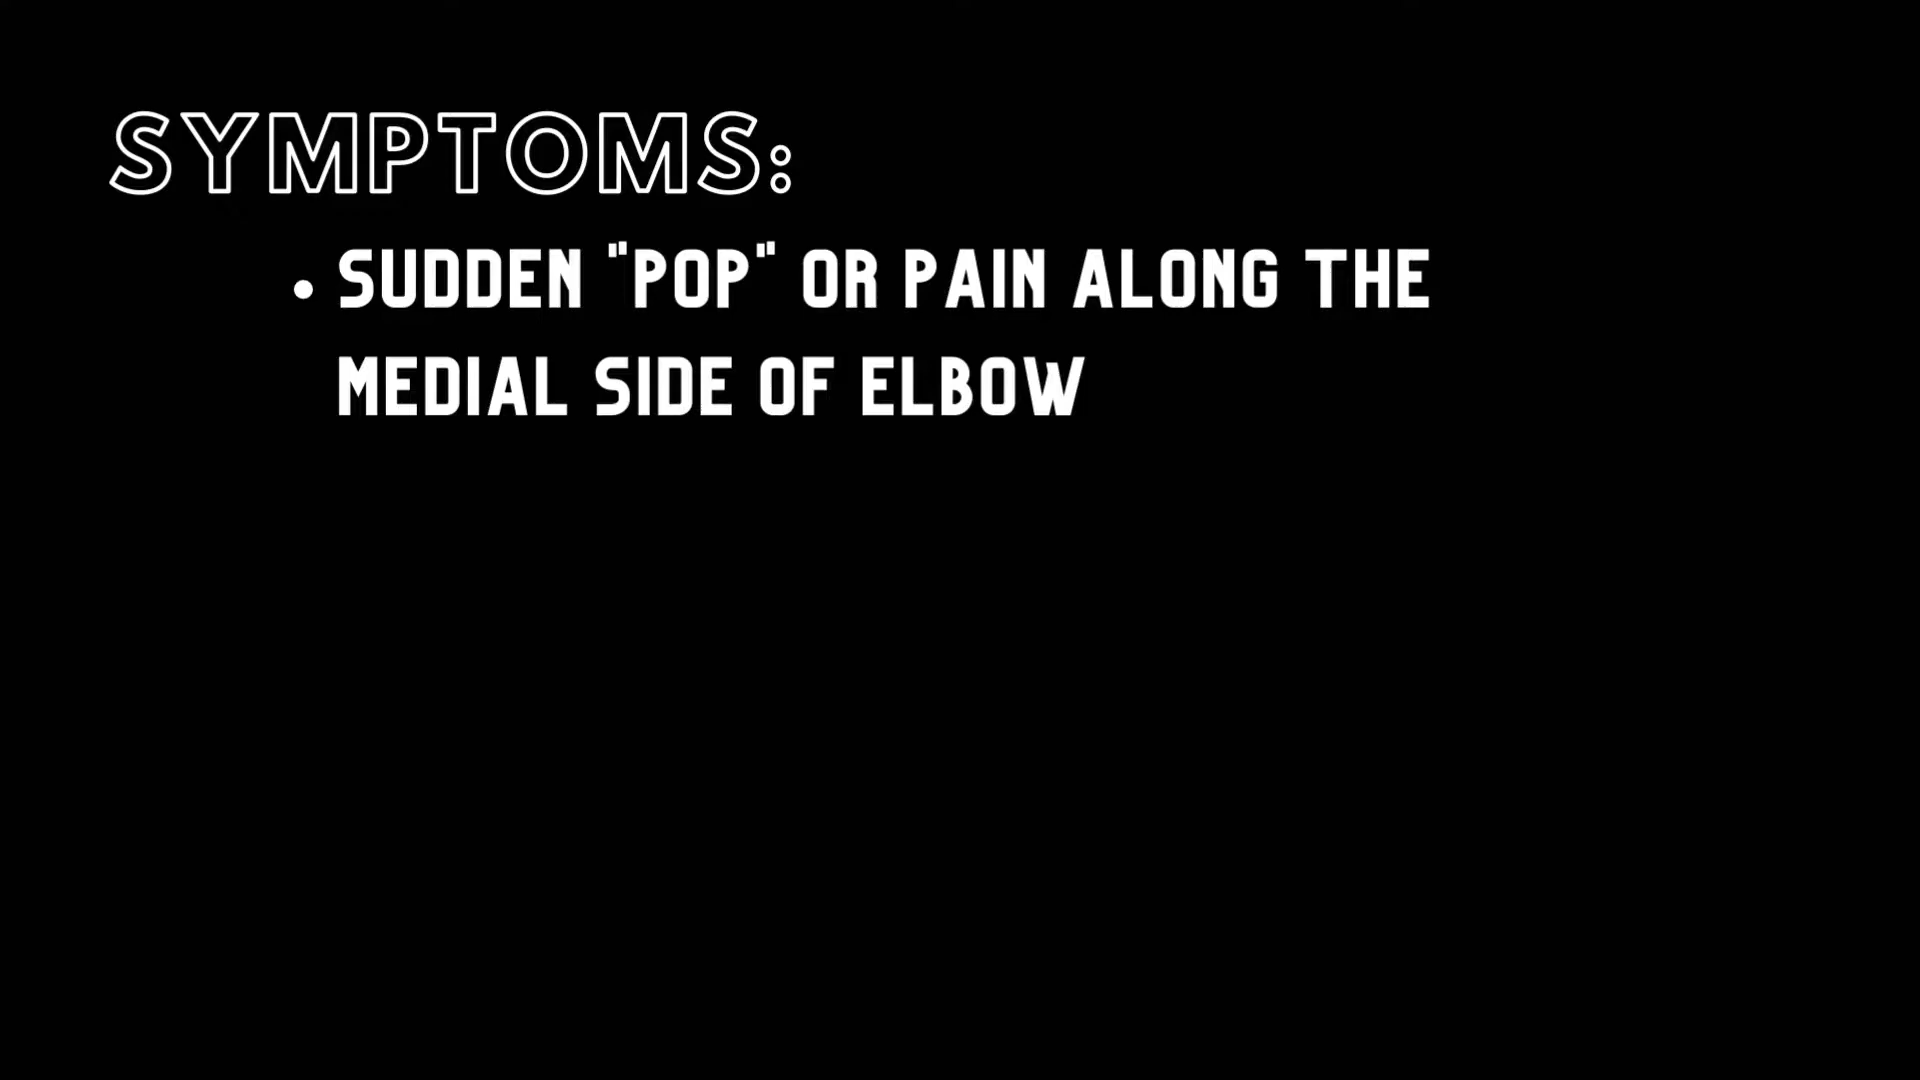 SYMPTOMS:
• SUDDEN "POP" OR PAIN ALONG THE
MEDIAL SIDE OF ELBOW